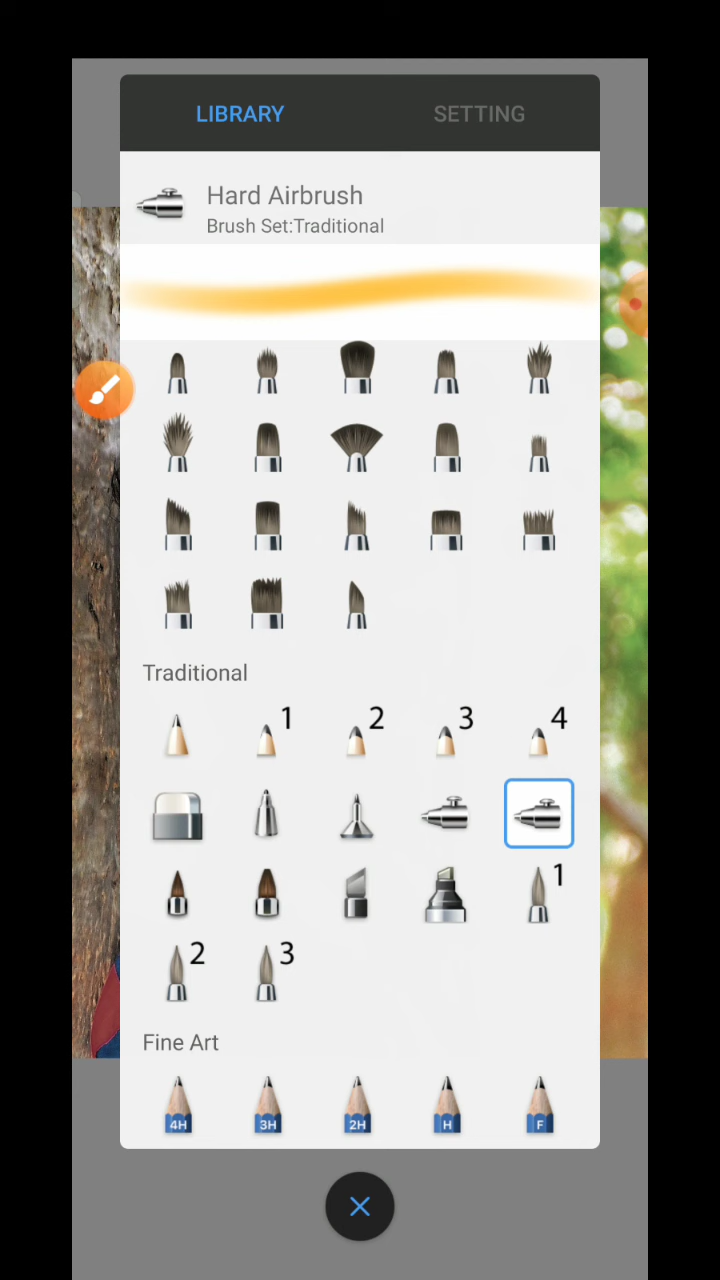 LIBRARY SETTING
Hard Airbrush
Brush Set:Traditional
Traditional
1 2 3 4
1
2 3
Fine Art
4H 3H 2H H F